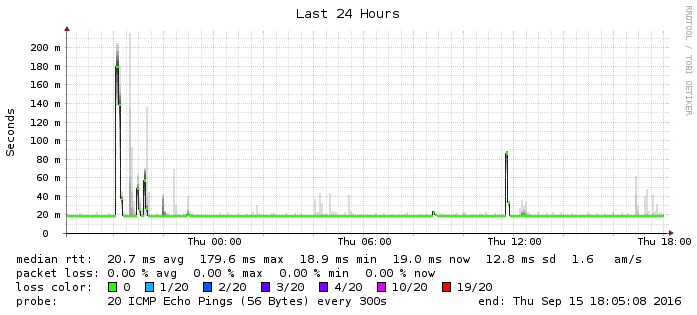 Last 24 Hours
RRDTOOL / TOBI OETIKER
Seconds
200 m
180 m
160 m
140 m
120 m
100 m
80 m
60 m
40 m
20 m
0
Thu 00:00 Thu 06:00 Thu 12:00 Thu 18:00
median rtt: 20.7 ms avg 179.6 ms max 18.9 ms min 19.0 ms now 12.8 ms sd 1.6 am/s
packet loss: 0.00 % avg 0.00 % max 0.00 % min 0.00 % now
loss color: 0 1/20 2/20 3/20 4/20 10/20 19/20
probe: 20 ICMP Echo Pings (56 Bytes) every 300s end: Thu Sep 15 18:05:08 2016